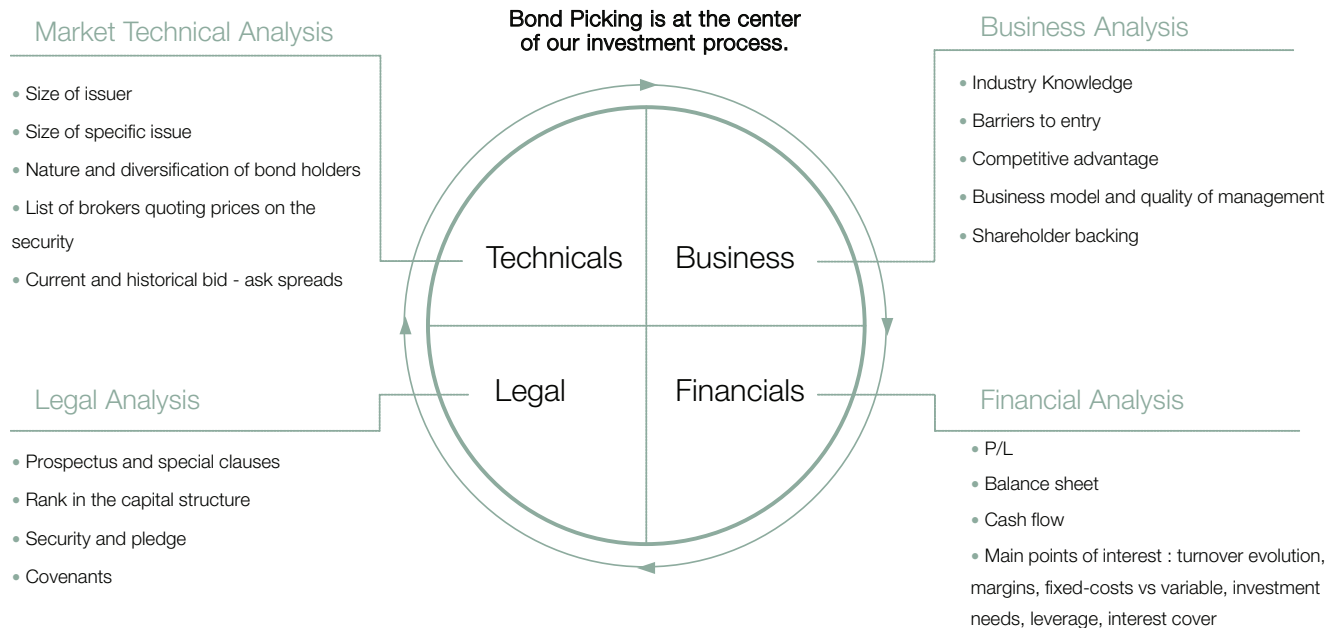 Bond Picking is at the center
of our investment process.
Market Technical Analysis
• Size of issuer
• Size of specific issue
• Nature and diversification of bond holders
• List of brokers quoting prices on the
security
• Current and historical bid - ask spreads
Business Analysis
• Industry Knowledge
• Barriers to entry
• Competitive advantage
• Business model and quality of management
• Shareholder backing
Technicals
Business
Legal
Financials
Legal Analysis
• Prospectus and special clauses
• Rank in the capital structure
• Security and pledge
• Covenants
Financial Analysis
• P/L
• Balance sheet
• Cash flow
• Main points of interest : turnover evolution,
margins, fixed-costs vs variable, investment
needs, leverage, interest cover